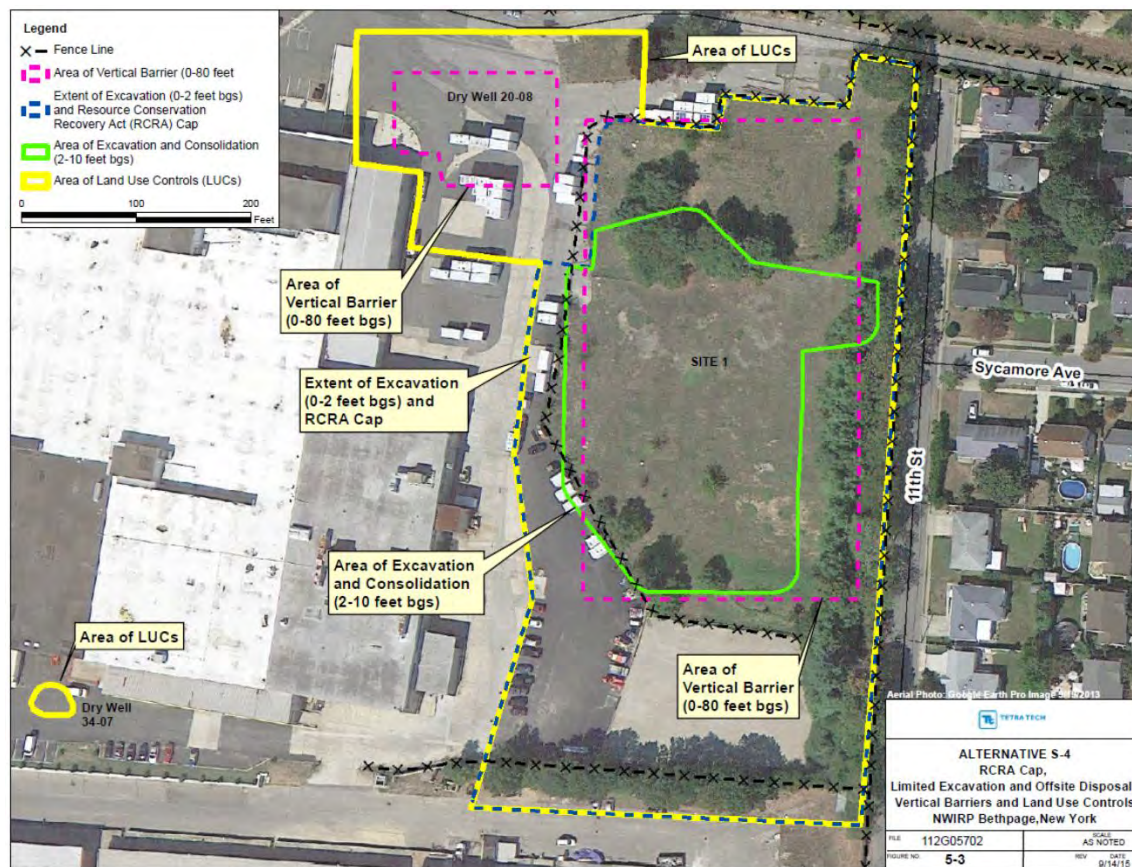 Legend
Fence Line
Area of Vertical Barrier (0-80 feet
Extent of Excavation (0-2 feet bgs)
and Resource Conservation
Recovery Act (RCRA) Cap
Area of Excavation and Consolidation
(2-10 feet bgs)
Area of Land Use Controls (LUCs)
0 100 200
Feet
Area of LUCs
Dry Well 20-08
Area of
Vertical Barrier
(0-80 feet bgs)
SITE 1
Sycamore Ave
Extent of Excavation
(0-2 feet bgs) and
RCRA Cap
11th St
Area of Excavation
and Consolidation
(2-10 feet bgs)
Area of LUCs
Dry Well
34-07
Area of
Vertical Barrier
(0-80 feet bgs)
Aerial Photo: Google Earth Pro Image 9/19/2013
TETRA TECH
ALTERNATIVE S-4
RCRA Cap,
Limited Excavation and Offsite Disposal
Vertical Barriers and Land Use Controls
NWIRP Bethpage,New York
FILE 112G05702
SCALE
AS NOTED
FIGURE NO. 5-3
REV DATE
9/14/15